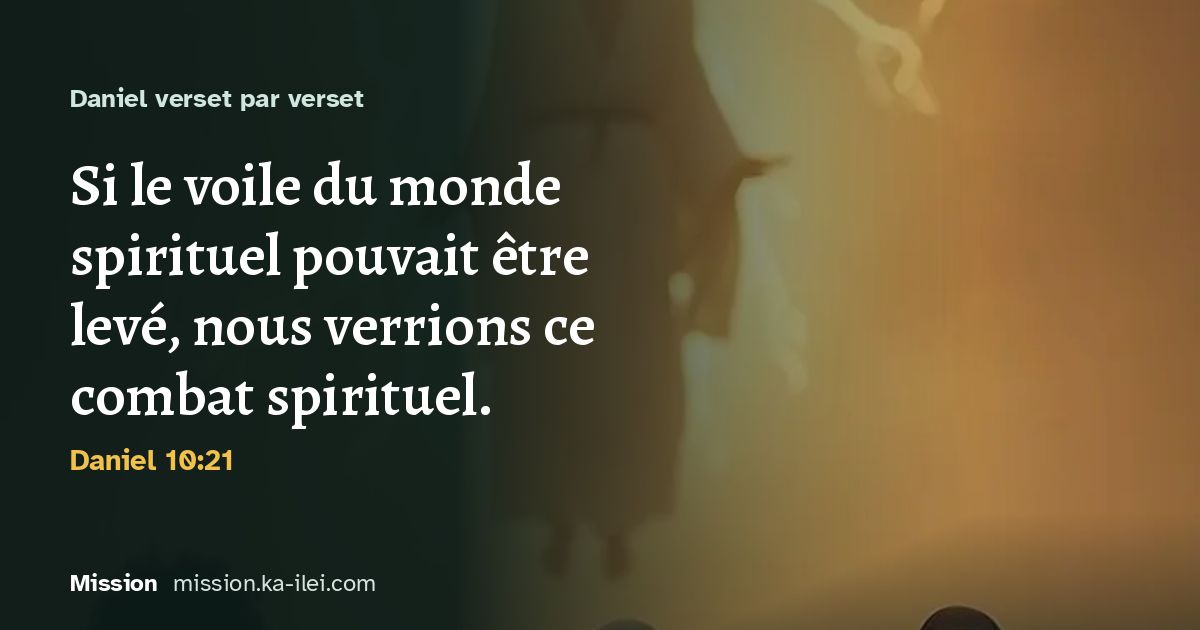 Daniel verset par verset
Si le voile du monde
spirituel pouvait être
levé, nous verrions ce
combat spirituel.
Daniel 10:21
Mission mission.ka-ilei.com